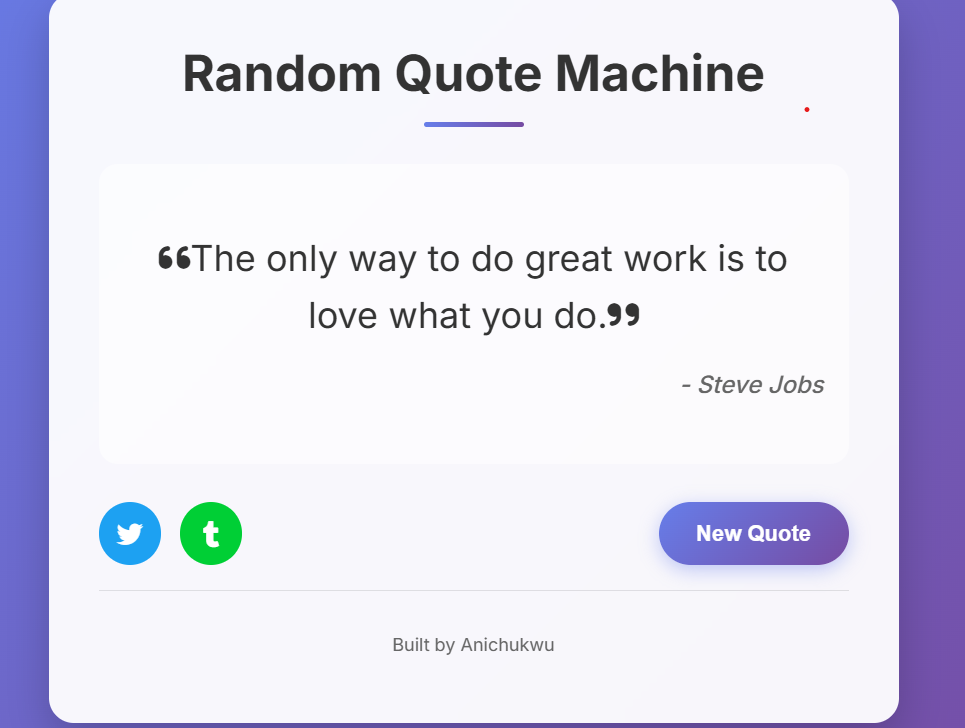 Random Quote Machine
❝The only way to do great work is to
love what you do.❞
- Steve Jobs
t
New Quote
Built by Anichukwu